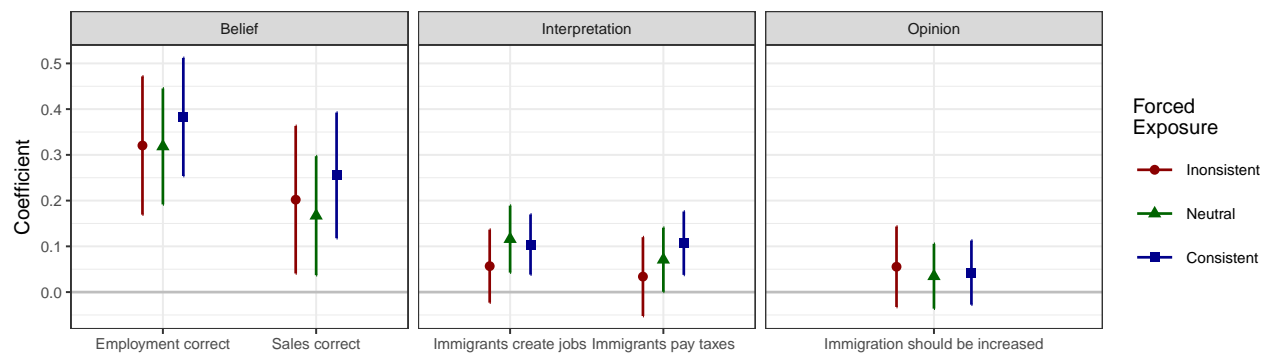 Belief
Interpretation
Opinion
Coefficient
0.5
0.4
0.3
0.2
0.1
0.0
Employment correct
Sales correct
Immigrants create jobs
Immigrants pay taxes
Immigration should be increased
Forced
Exposure
Inonsistent
Neutral
Consistent